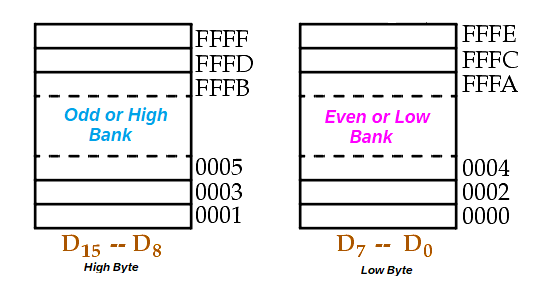 FFFF
FFFD
FFFB
Odd or High
Bank
0005
0003
0001
D15 -- D8
High Byte
FFFE
FFFC
FFFA
Even or Low
Bank
0004
0002
0000
D7 -- D0
Low Byte